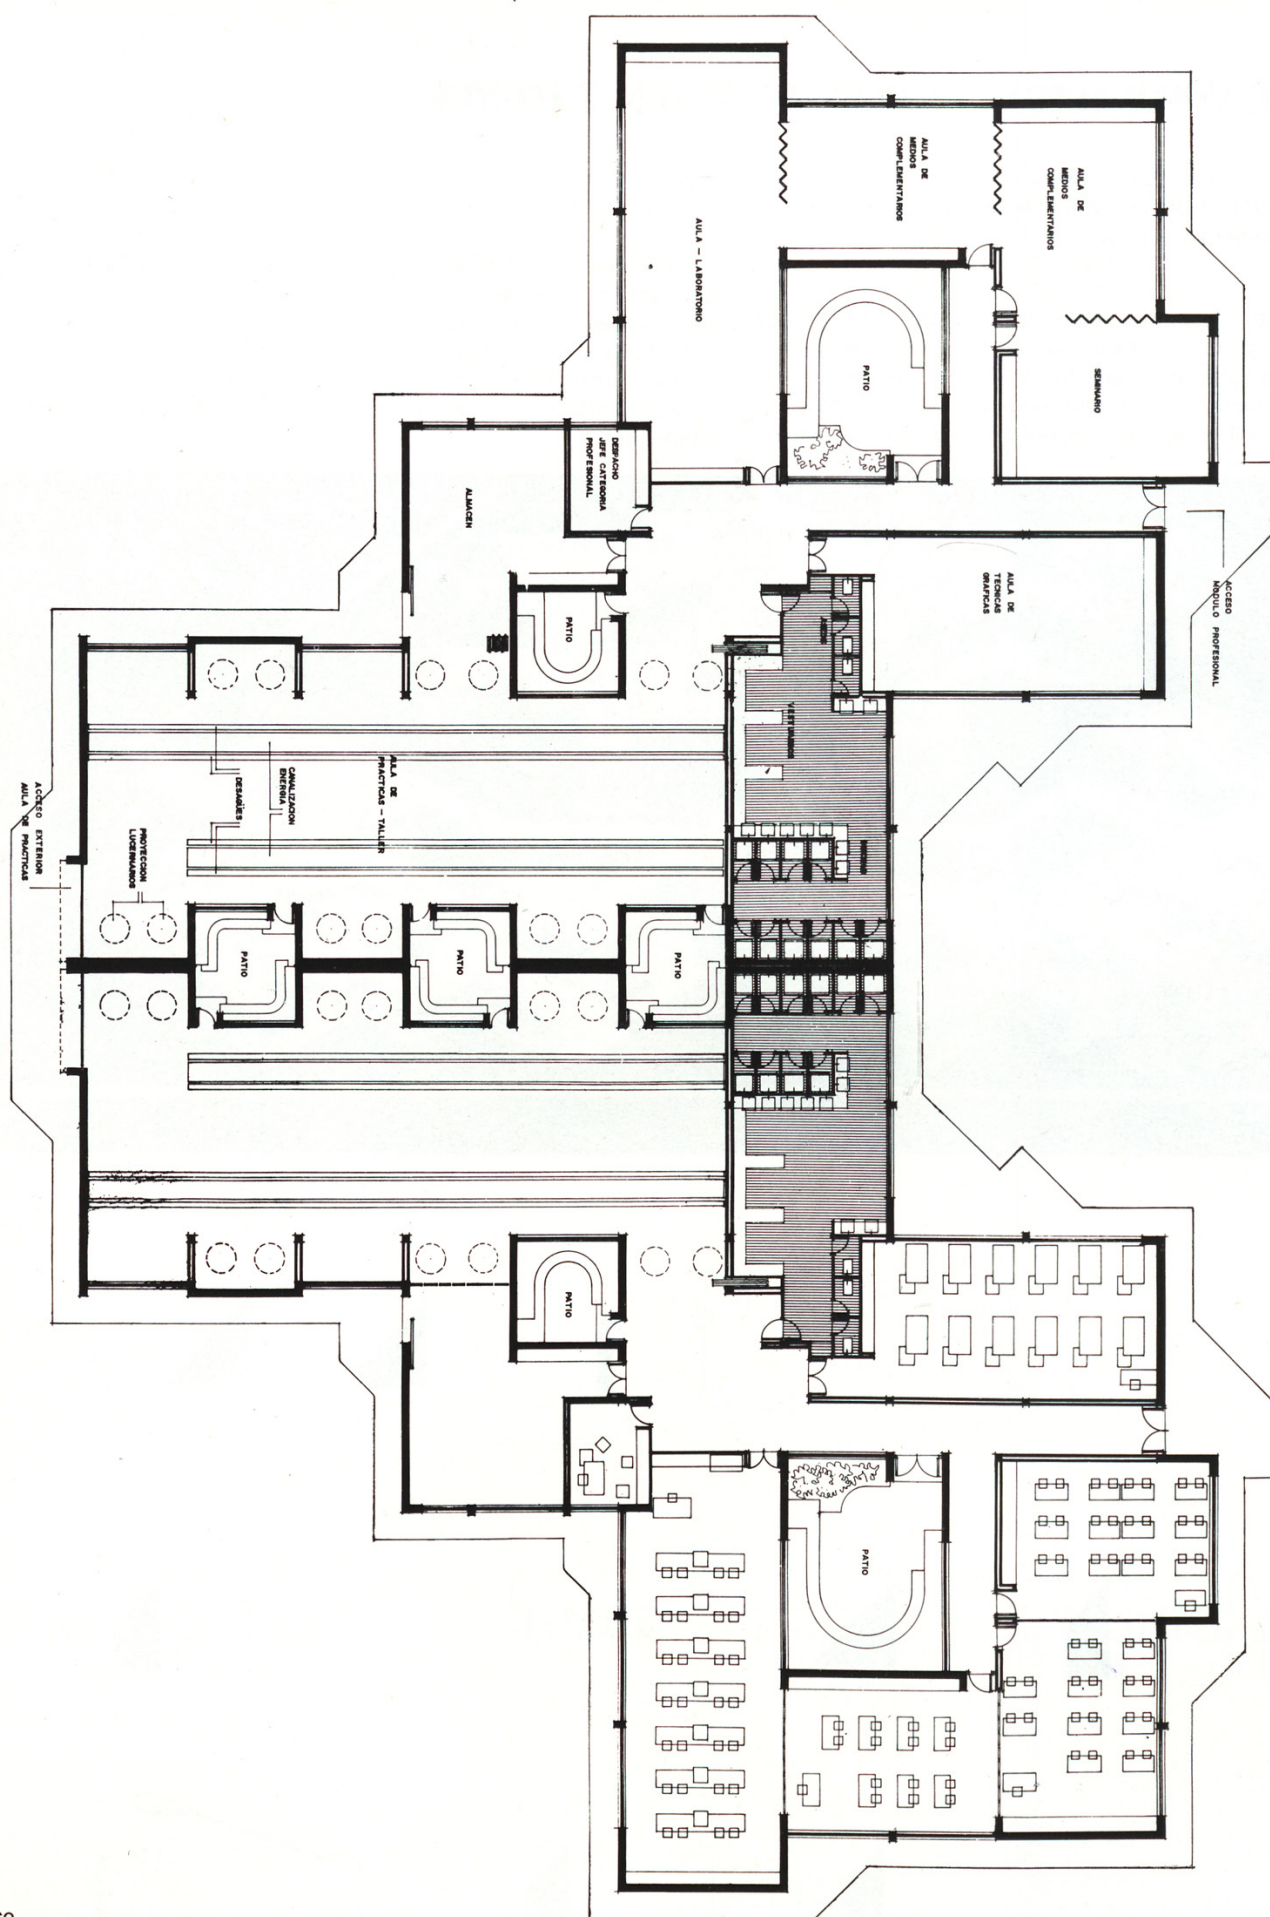 AULA DE
MEDIOS
COMPLEMENTARIOS
AULA DE
MEDIOS
COMPLEMENTARIOS
AULA - LABORATORIO
PATIO
SEMINARIO
DESPACHO
JEFE CATEGORIA
PROFESIONAL
ALMACEN
ACCESO
MODULO PROFESIONAL
AULA DE
TECNICAS
GRAFICAS
PATIO
ASEOS
VESTUARIOS
AULA DE
PRACTICAS - TALLER
CANALIZACION
ENERGIA
DESAGÜES
PROYECCION
LUCERNARIOS
ACCESO EXTERIOR
AULA DE PRACTICAS
DUCHAS
PATIO
PATIO
PATIO
PATIO
PATIO